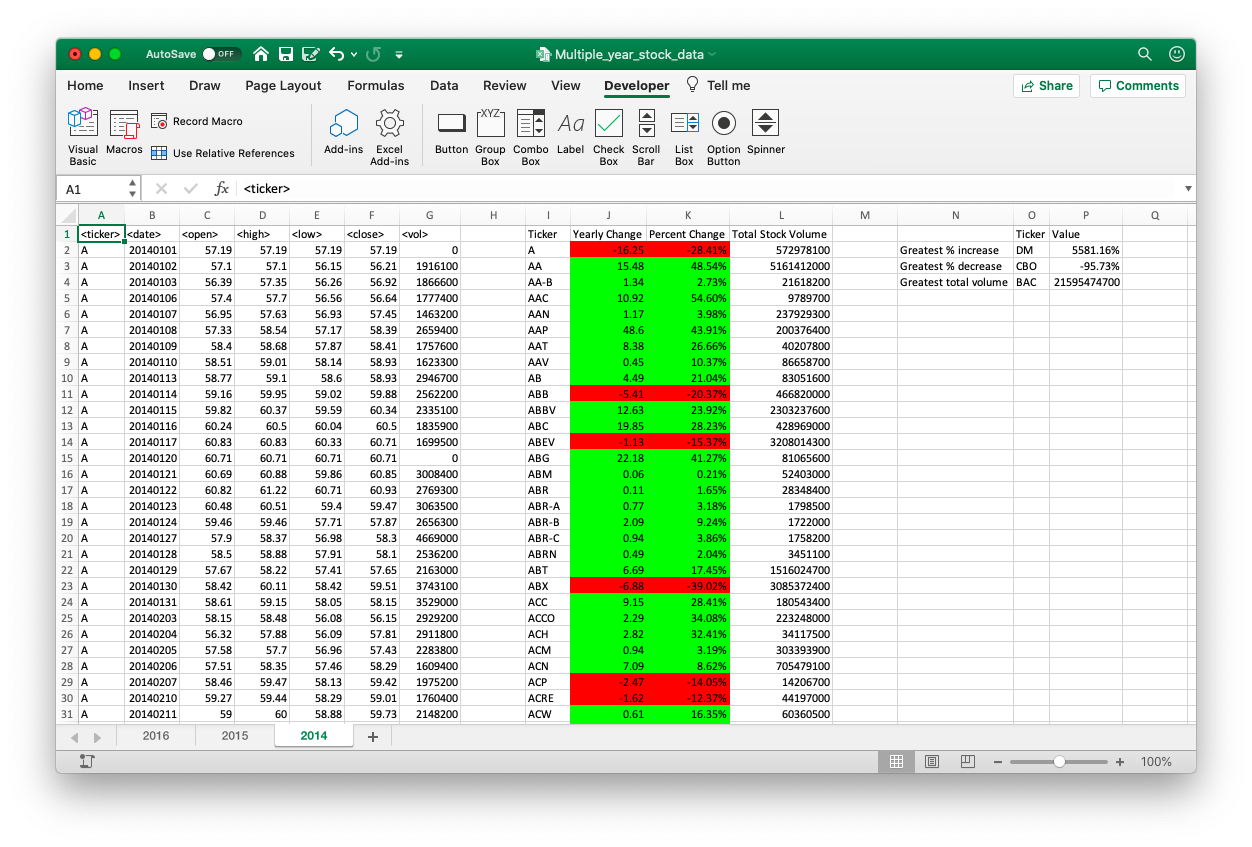 AutoSave OFF Multiple_year_stock_data
Home Insert Draw Page Layout Formulas Data Review View Developer Tell me Share Comments
Visual Basic Macros Record Macro Use Relative References Add-ins Excel Add-ins Button XYZ Group Box Combo Box Aa Label Check Box Scroll Bar List Box Option Button Spinner
A1 fx <ticker>
A B C D E F G H I J K L M N O P Q
1 <ticker> <date> <open> <high> <low> <close> <vol> Ticker Yearly Change Percent Change Total Stock Volume Ticker Value
2 A 20140101 57.19 57.19 57.19 57.19 0 A -16.25 -28.41% 572978100 Greatest % increase DM 5581.16%
3 A 20140102 57.1 57.1 56.15 56.21 1916100 AA 15.48 48.54% 5161412000 Greatest % decrease CBO -95.73%
4 A 20140103 56.39 57.35 56.26 56.92 1866600 AA-B 1.34 2.73% 21618200 Greatest total volume BAC 21595474700
5 A 20140106 57.4 57.7 56.56 56.64 1777400 AAC 10.92 54.60% 9789700
6 A 20140107 56.95 57.63 56.93 57.45 1463200 AAN 1.17 3.98% 237929300
7 A 20140108 57.33 58.54 57.17 58.39 2659400 AAP 48.6 43.91% 200376400
8 A 20140109 58.4 58.68 57.87 58.41 1757600 AAT 8.38 26.66% 40207800
9 A 20140110 58.51 59.01 58.14 58.93 1623300 AAV 0.45 10.37% 86658700
10 A 20140113 58.77 59.1 58.6 58.93 2946700 AB 4.49 21.04% 83051600
11 A 20140114 59.16 59.95 59.02 59.88 2562200 ABB -5.41 -20.37% 466820000
12 A 20140115 59.82 60.37 59.59 60.34 2335100 ABBV 12.63 23.92% 2303237600
13 A 20140116 60.24 60.5 60.04 60.5 1835900 ABC 19.85 28.23% 428969000
14 A 20140117 60.83 60.83 60.33 60.71 1699500 ABEV -1.13 -15.37% 3208014300
15 A 20140120 60.71 60.71 60.71 60.71 0 ABG 22.18 41.27% 81065600
16 A 20140121 60.69 60.88 59.86 60.85 3008400 ABM 0.06 0.21% 52403000
17 A 20140122 60.82 61.22 60.71 60.93 2769300 ABR 0.11 1.65% 28348400
18 A 20140123 60.48 60.51 59.4 59.47 3063500 ABR-A 0.77 3.18% 1798500
19 A 20140124 59.46 59.46 57.71 57.87 2656300 ABR-B 2.09 9.24% 1722000
20 A 20140127 57.9 58.37 56.98 58.3 4669000 ABR-C 0.94 3.86% 1758200
21 A 20140128 58.5 58.88 57.91 58.1 2536200 ABRN 0.49 2.04% 3451100
22 A 20140129 57.67 58.22 57.41 57.65 2163000 ABT 6.69 17.45% 1516024700
23 A 20140130 58.42 60.11 58.42 59.51 3743100 ABX -6.88 -39.02% 3085372400
24 A 20140131 58.61 59.15 58.05 58.15 3529000 ACC 9.15 28.41% 180543400
25 A 20140203 58.15 58.48 56.08 56.15 2929200 ACCO 2.29 34.08% 223248000
26 A 20140204 56.32 57.88 56.09 57.81 2911800 ACH 2.82 32.41% 34117500
27 A 20140205 57.58 57.7 56.96 57.43 2283800 ACM 0.94 3.19% 303393900
28 A 20140206 57.51 58.35 57.46 58.29 1609400 ACN 7.09 8.62% 705479100
29 A 20140207 58.46 59.47 58.13 59.42 1975200 ACP -2.47 -14.05% 14206700
30 A 20140210 59.27 59.44 58.29 59.01 1760400 ACRE -1.62 -12.37% 44197000
31 A 20140211 59 60 58.88 59.73 2148200 ACW 0.61 16.35% 60360500
2016 2015 2014 +
100%